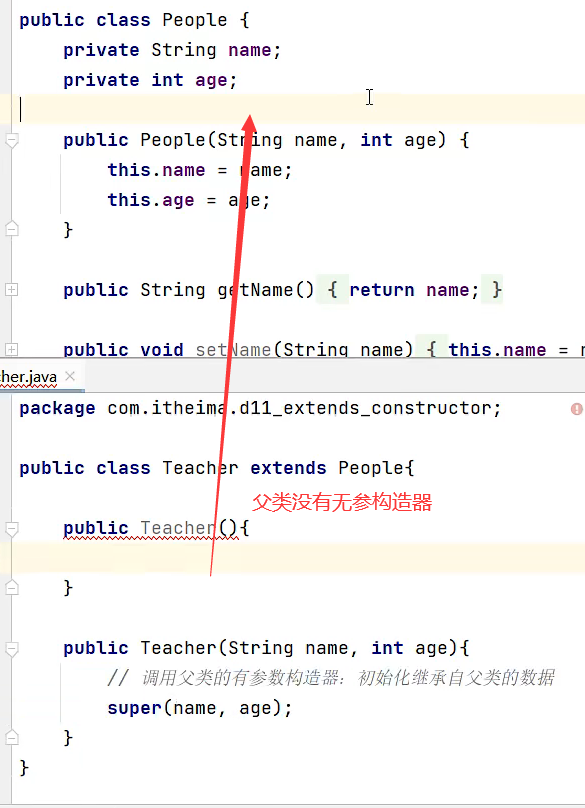 public class People {
private String name;
private int age;
public People(String name, int age) {
this.name = name;
this.age = age;
}
public String getName() { return name; }
public void setName(String name) { this.name = n
cher.java
package com.itheima.d11_extends_constructor;
public class Teacher extends People{
父类没有无参构造器
public Teacher(){
}
public Teacher(String name, int age){
// 调用父类的有参数构造器：初始化继承自父类的数据
super(name, age);
}
}